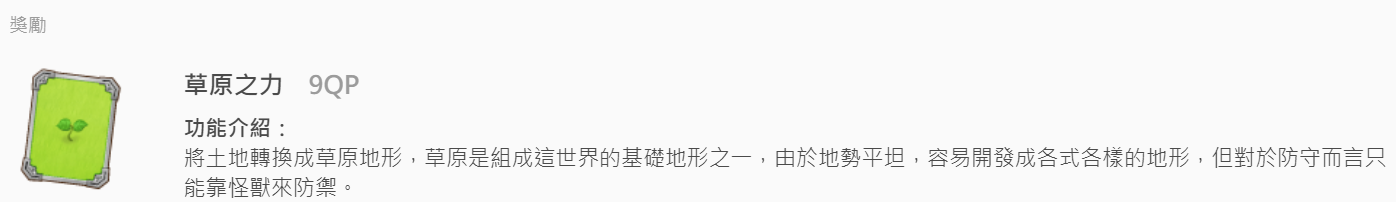 獎勵
草原之力 9QP
功能介紹：
將土地轉換成草原地形，草原是組成這世界的基礎地形之一，由於地勢平坦，容易開發成各式各樣的地形，但對於防守而言只
能靠怪獸來防禦。